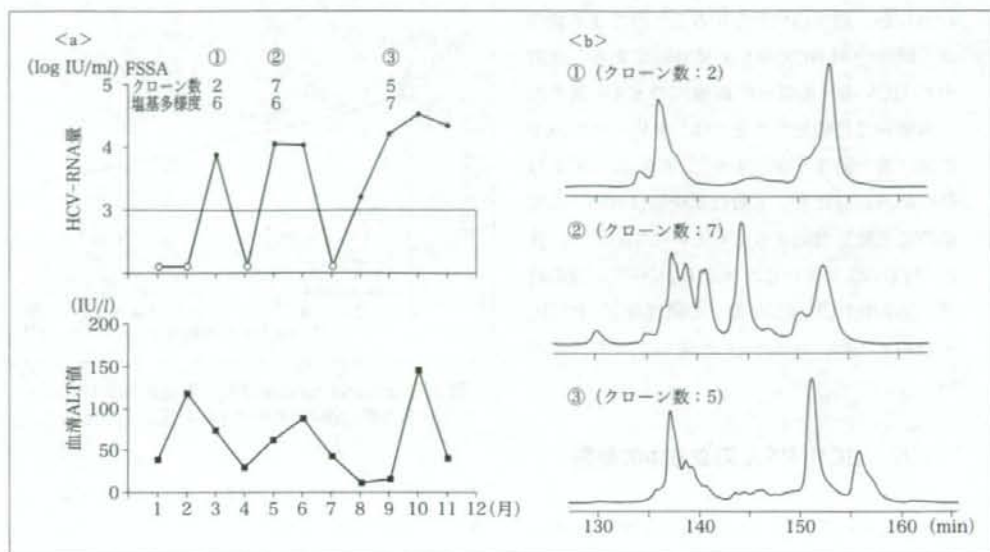 <a>
① ② ③
(log IU/ml) FSSA
クローン数 2 7 5
塩基多様度 6 6 7
5
4
3
HCV-RNA量
(IU/l)
200
150
100
50
0
血清ALT値
1 2 3 4 5 6 7 8 9 10 11 12(月)
<b>
① (クローン数:2)
② (クローン数:7)
③ (クローン数:5)
130 140 150 160 (min)